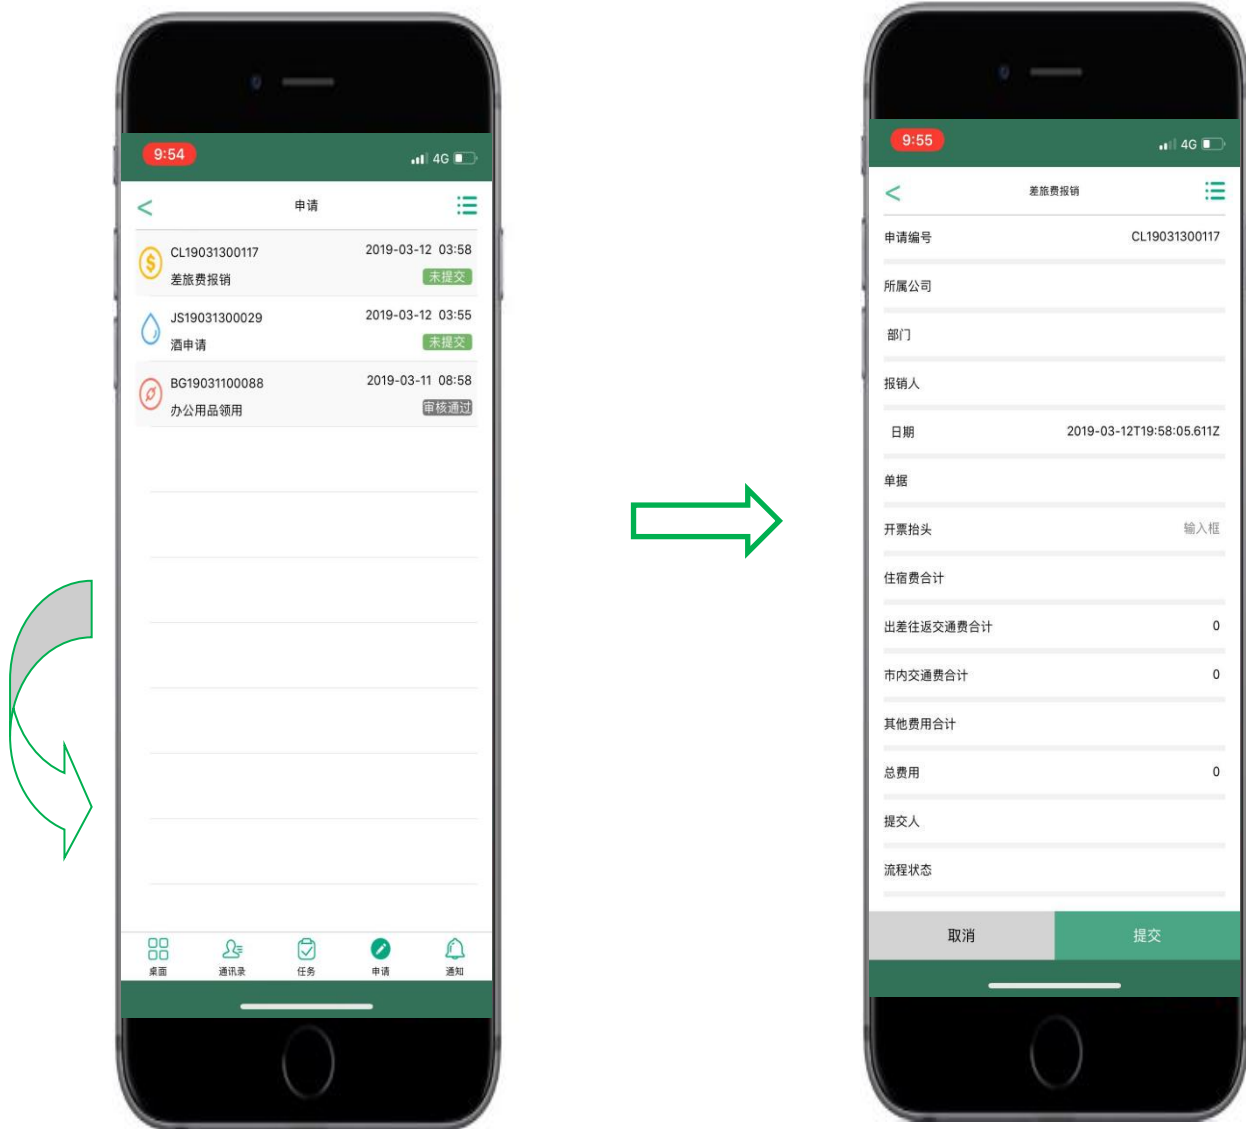 9:54
4G
<
申请
CL19031300117
2019-03-12 03:58
差旅费报销
未提交
JS19031300029
2019-03-12 03:55
酒申请
未提交
BG19031100088
2019-03-11 08:58
办公用品领用
审核通过
桌面
通讯录
任务
申请
通知
9:55
4G
<
差旅费报销
申请编号
CL19031300117
所属公司
部门
报销人
日期
2019-03-12T19:58:05.611Z
单据
开票抬头
输入框
住宿费合计
出差往返交通费合计
0
市内交通费合计
0
其他费用合计
总费用
0
提交人
流程状态
取消
提交